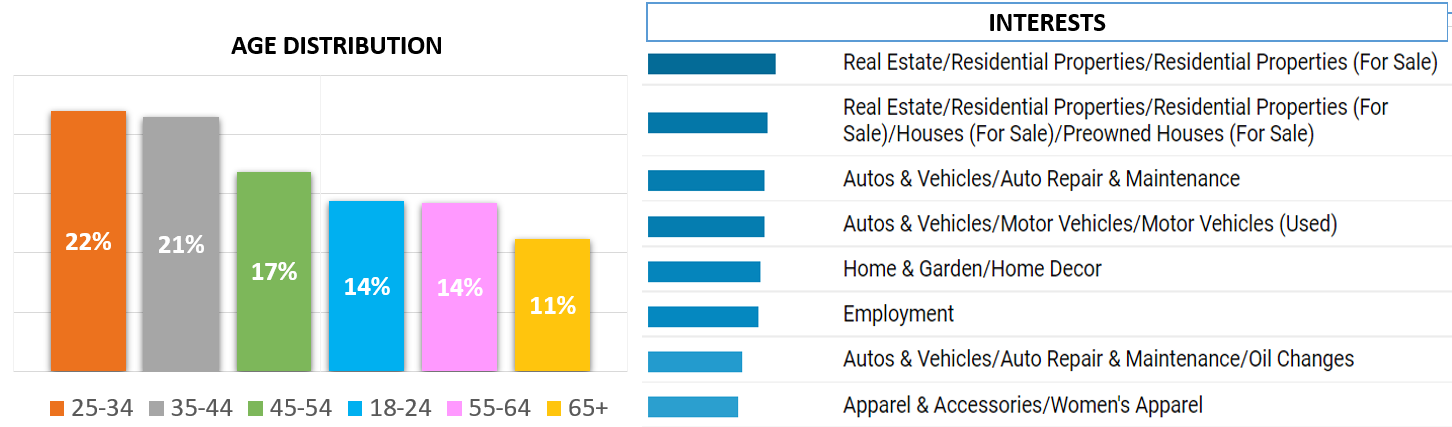 AGE DISTRIBUTION
22%
21%
17%
14%
14%
11%
25-34
35-44
45-54
18-24
55-64
65+
INTERESTS
Real Estate/Residential Properties/Residential Properties (For Sale)
Real Estate/Residential Properties/Residential Properties (For
Sale)/Houses (For Sale)/Preowned Houses (For Sale)
Autos & Vehicles/Auto Repair & Maintenance
Autos & Vehicles/Motor Vehicles/Motor Vehicles (Used)
Home & Garden/Home Decor
Employment
Autos & Vehicles/Auto Repair & Maintenance/Oil Changes
Apparel & Accessories/Women's Apparel